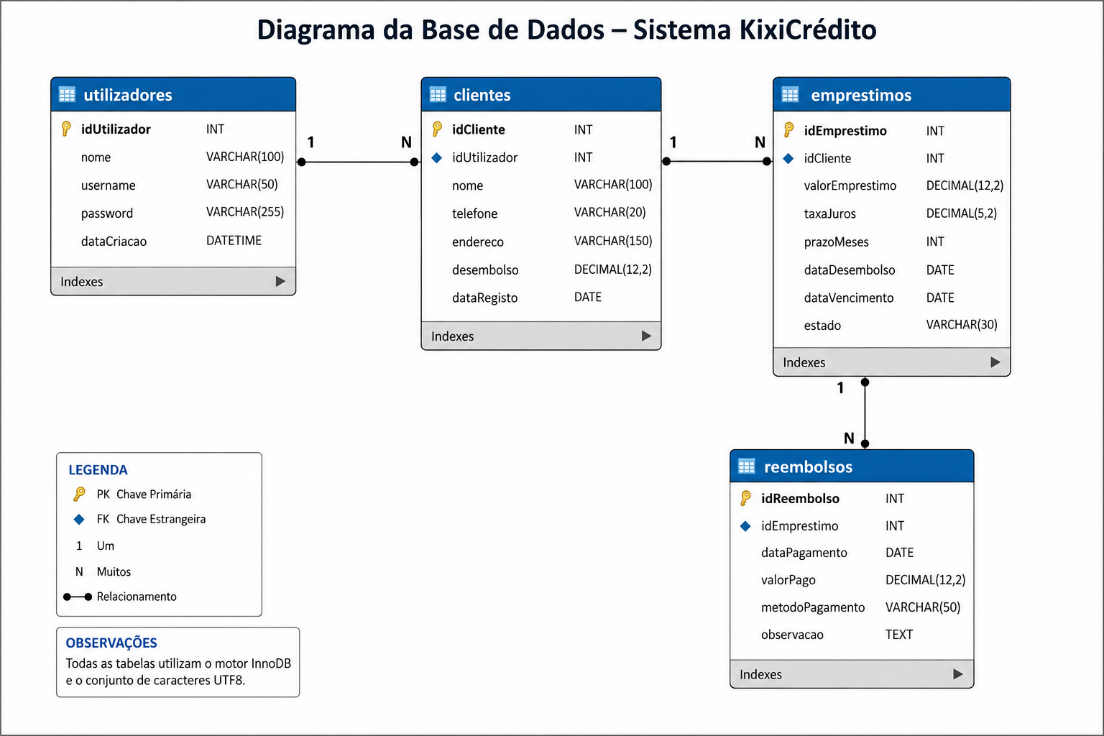 Diagrama da Base de Dados – Sistema KixiCrédito
utilizadores
idUtilizador INT
nome VARCHAR(100)
username VARCHAR(50)
password VARCHAR(255)
dataCriacao DATETIME
Indexes
1 N
clientes
idCliente INT
idUtilizador INT
nome VARCHAR(100)
telefone VARCHAR(20)
endereco VARCHAR(150)
desembolso DECIMAL(12,2)
dataRegisto DATE
Indexes
1 N
emprestimos
idEmprestimo INT
idCliente INT
valorEmprestimo DECIMAL(12,2)
taxaJuros DECIMAL(5,2)
prazoMeses INT
dataDesembolso DATE
dataVencimento DATE
estado VARCHAR(30)
Indexes
1
N
reembolsos
idReembolso INT
idEmprestimo INT
dataPagamento DATE
valorPago DECIMAL(12,2)
metodoPagamento VARCHAR(50)
observacao TEXT
Indexes
LEGENDA
PK Chave Primária
FK Chave Estrangeira
1 Um
N Muitos
Relacionamento
OBSERVAÇÕES
Todas as tabelas utilizam o motor InnoDB
e o conjunto de caracteres UTF8.